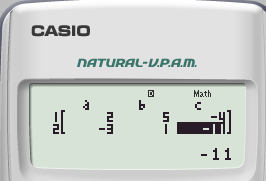 CASIO
NATURAL-V.P.A.M.
D Math
a b c
1[ 2 5 -4]
2[ -3 1 -11]
-11